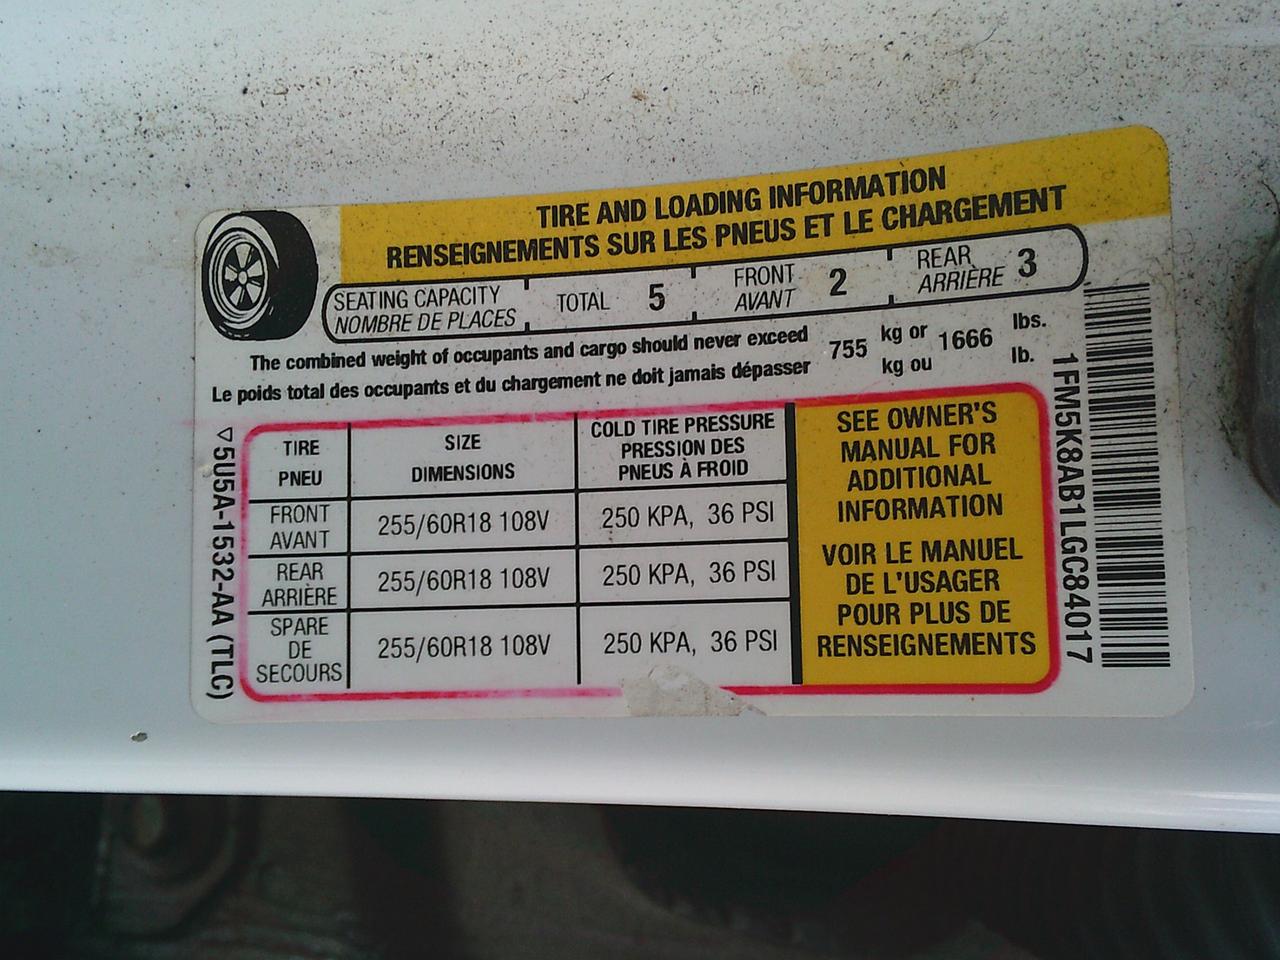 TIRE AND LOADING INFORMATION
RENSEIGNEMENTS SUR LES PNEUS ET LE CHARGEMENT
SEATING CAPACITY
NOMBRE DE PLACES
TOTAL 5
FRONT
AVANT 2
REAR
ARRIÈRE 3
The combined weight of occupants and cargo should never exceed 755 kg or 1666 lbs.
Le poids total des occupants et du chargement ne doit jamais dépasser kg ou lb.
TIRE
PNEU
SIZE
DIMENSIONS
COLD TIRE PRESSURE
PRESSION DES
PNEUS À FROID
FRONT
AVANT
255/60R18 108V
250 KPA, 36 PSI
REAR
ARRIÈRE
255/60R18 108V
250 KPA, 36 PSI
SPARE
DE
SECOURS
255/60R18 108V
250 KPA, 36 PSI
SEE OWNER'S
MANUAL FOR
ADDITIONAL
INFORMATION
VOIR LE MANUEL
DE L'USAGER
POUR PLUS DE
RENSEIGNEMENTS
▽5U5A-1532-AA (TLC)
1FM5K8AB1LGC84017